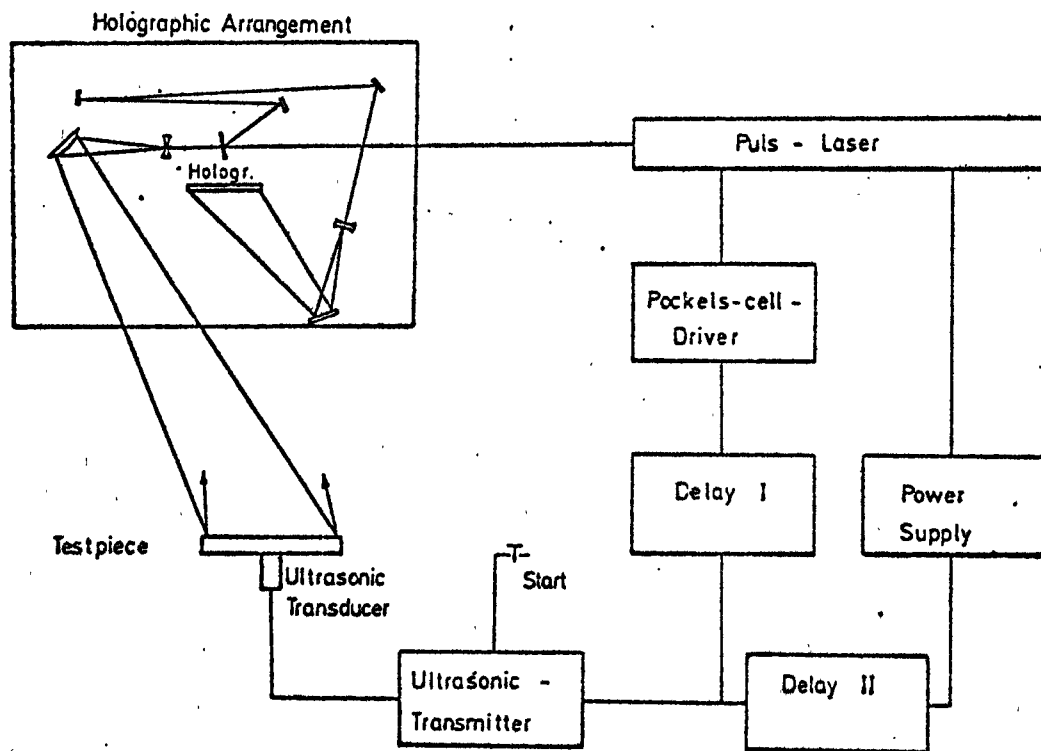 Holographic Arrangement
Hologr.
Puls - Laser
Pockels-cell-
Driver
Delay I
Power
Supply
Testpiece
Ultrasonic
Transducer
Start
Ultrasonic -
Transmitter
Delay II